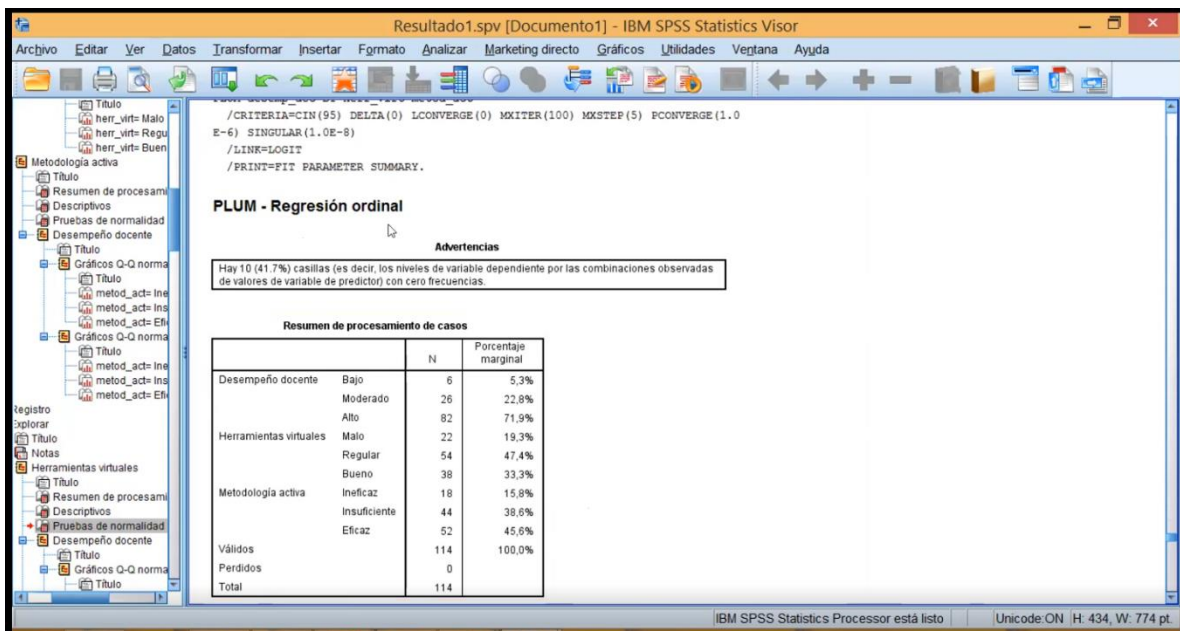 Resultado1.spv [Documento1] - IBM SPSS Statistics Visor
Archivo Editar Ver Datos Transformar Insertar Formato Analizar Marketing directo Gráficos Utilidades Ventana Ayuda
Título
herr_virt= Malo
herr_virt= Regu
herr_virt= Buen
Metodología activa
Título
Resumen de procesami
Descriptivos
Pruebas de normalidad
Desempeño docente
Título
Gráficos Q-Q norma
Título
metod_act= Ine
metod_act= Ins
metod_act= Efi
Gráficos Q-Q norma
Título
metod_act= Ine
metod_act= Ins
metod_act= Efi
Registro
Explorar
Título
Notas
Herramientas virtuales
Título
Resumen de procesami
Descriptivos
Pruebas de normalidad
Desempeño docente
Título
Gráficos Q-Q norma
Título
/CRITERIA=CIN(95) DELTA(0) LCONVERGE(0) MXITER(100) MXSTEP(5) PCONVERGE(1.0
E-6) SINGULAR(1.0E-8)
/LINK=LOGIT
/PRINT=FIT PARAMETER SUMMARY.
PLUM - Regresión ordinal
Advertencias
Hay 10 (41.7%) casillas (es decir, los niveles de variable dependiente por las combinaciones observadas
de valores de variable de predictor) con cero frecuencias.
Resumen de procesamiento de casos
N Porcentaje
marginal
Desempeño docente Bajo 6 5,3%
Moderado 26 22,8%
Alto 82 71,9%
Herramientas virtuales Malo 22 19,3%
Regular 54 47,4%
Bueno 38 33,3%
Metodología activa Ineficaz 18 15,8%
Insuficiente 44 38,6%
Eficaz 52 45,6%
Válidos 114 100,0%
Perdidos 0
Total 114
IBM SPSS Statistics Processor está listo Unicode:ON H: 434, W: 774 pt.